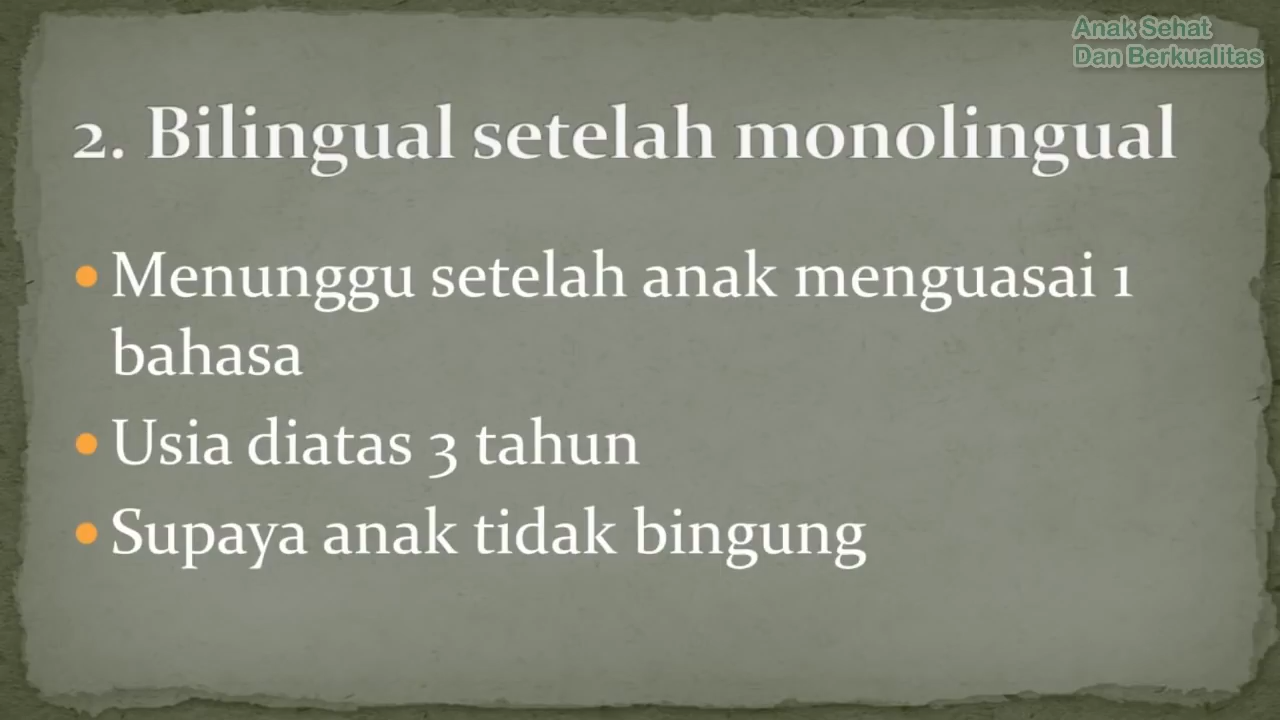 Anak Sehat
Dan Berkualitas
2. Bilingual setelah monolingual
• Menunggu setelah anak menguasai 1
bahasa
• Usia diatas 3 tahun
• Supaya anak tidak bingung